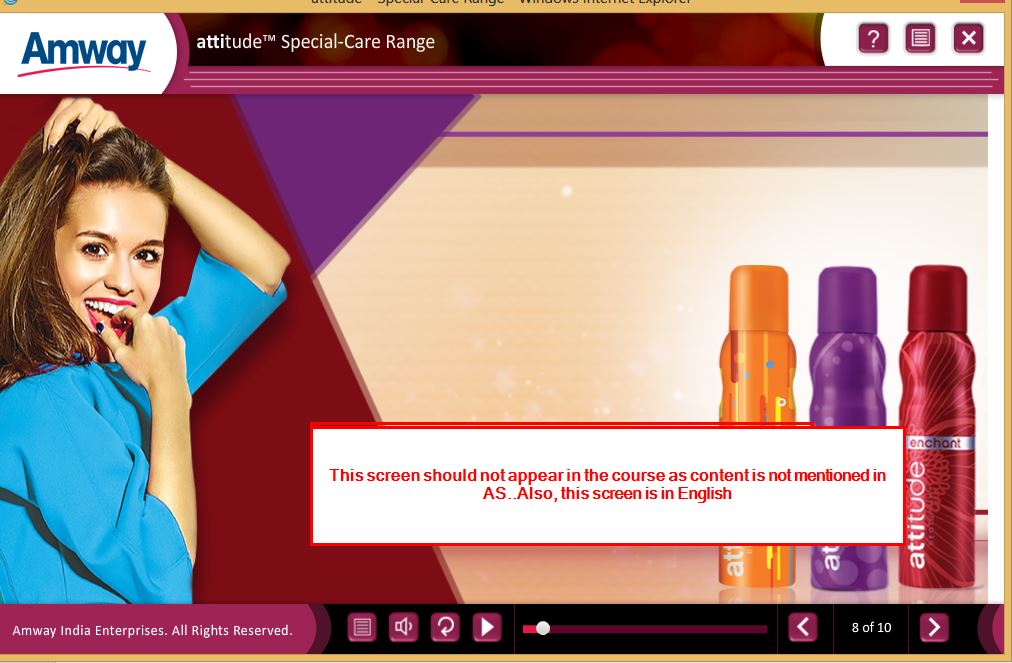 attitude - Special-Care Range - Windows Internet Explorer
Amway
attitude™ Special-Care Range
?
enchant
attitude
att
at
This screen should not appear in the course as content is not mentioned in
AS..Also, this screen is in English
Amway India Enterprises. All Rights Reserved.
8 of 10